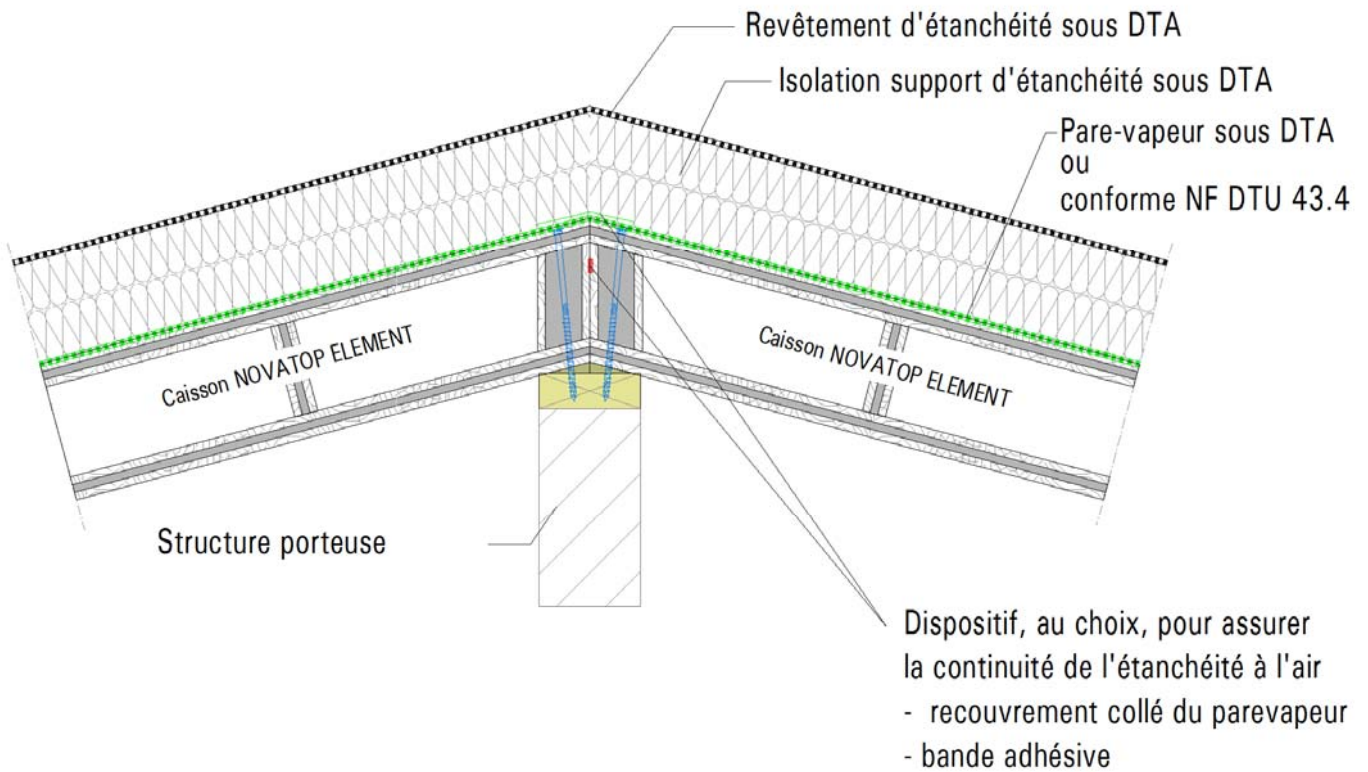 Revêtement d'étanchéité sous DTA
Isolation support d'étanchéité sous DTA
Pare-vapeur sous DTA
ou
conforme NF DTU 43.4
Caisson NOVATOP ELEMENT
Caisson NOVATOP ELEMENT
Structure porteuse
Dispositif, au choix, pour assurer
la continuité de l'étanchéité à l'air
- recouvrement collé du parevapeur
- bande adhésive